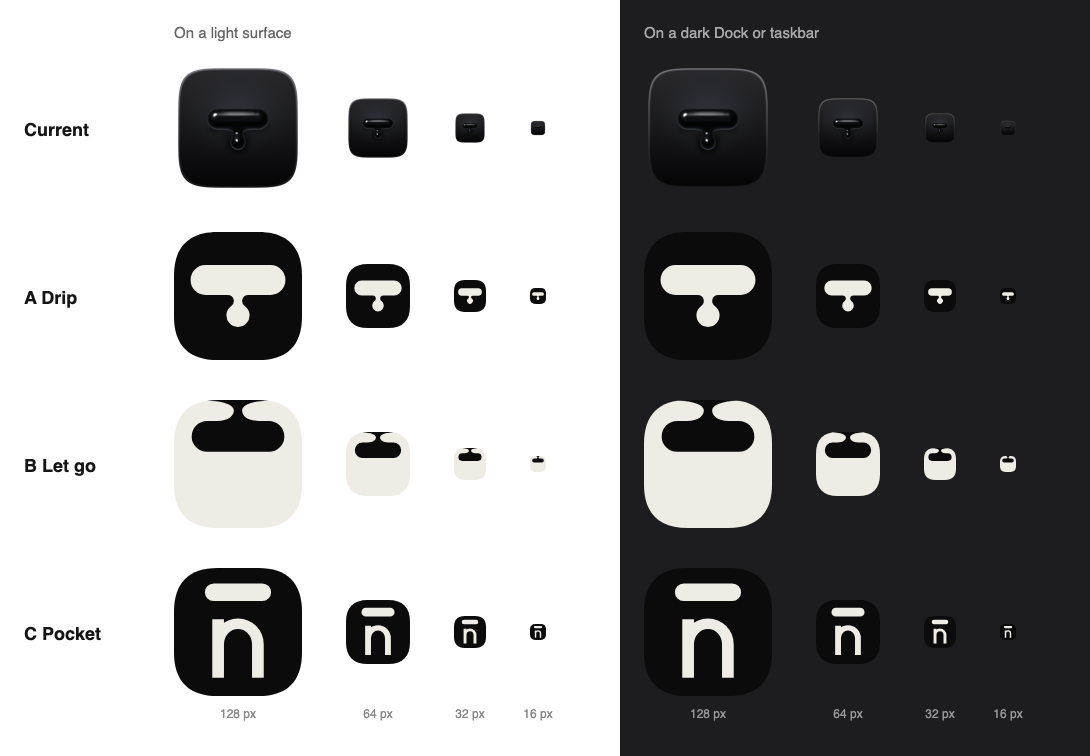 On a light surface
On a dark Dock or taskbar
Current
A Drip
B Let go
C Pocket
n̄
n̄
n̄
n̄
n̄
n̄
n̄
n̄
128 px
64 px
32 px
16 px
128 px
64 px
32 px
16 px